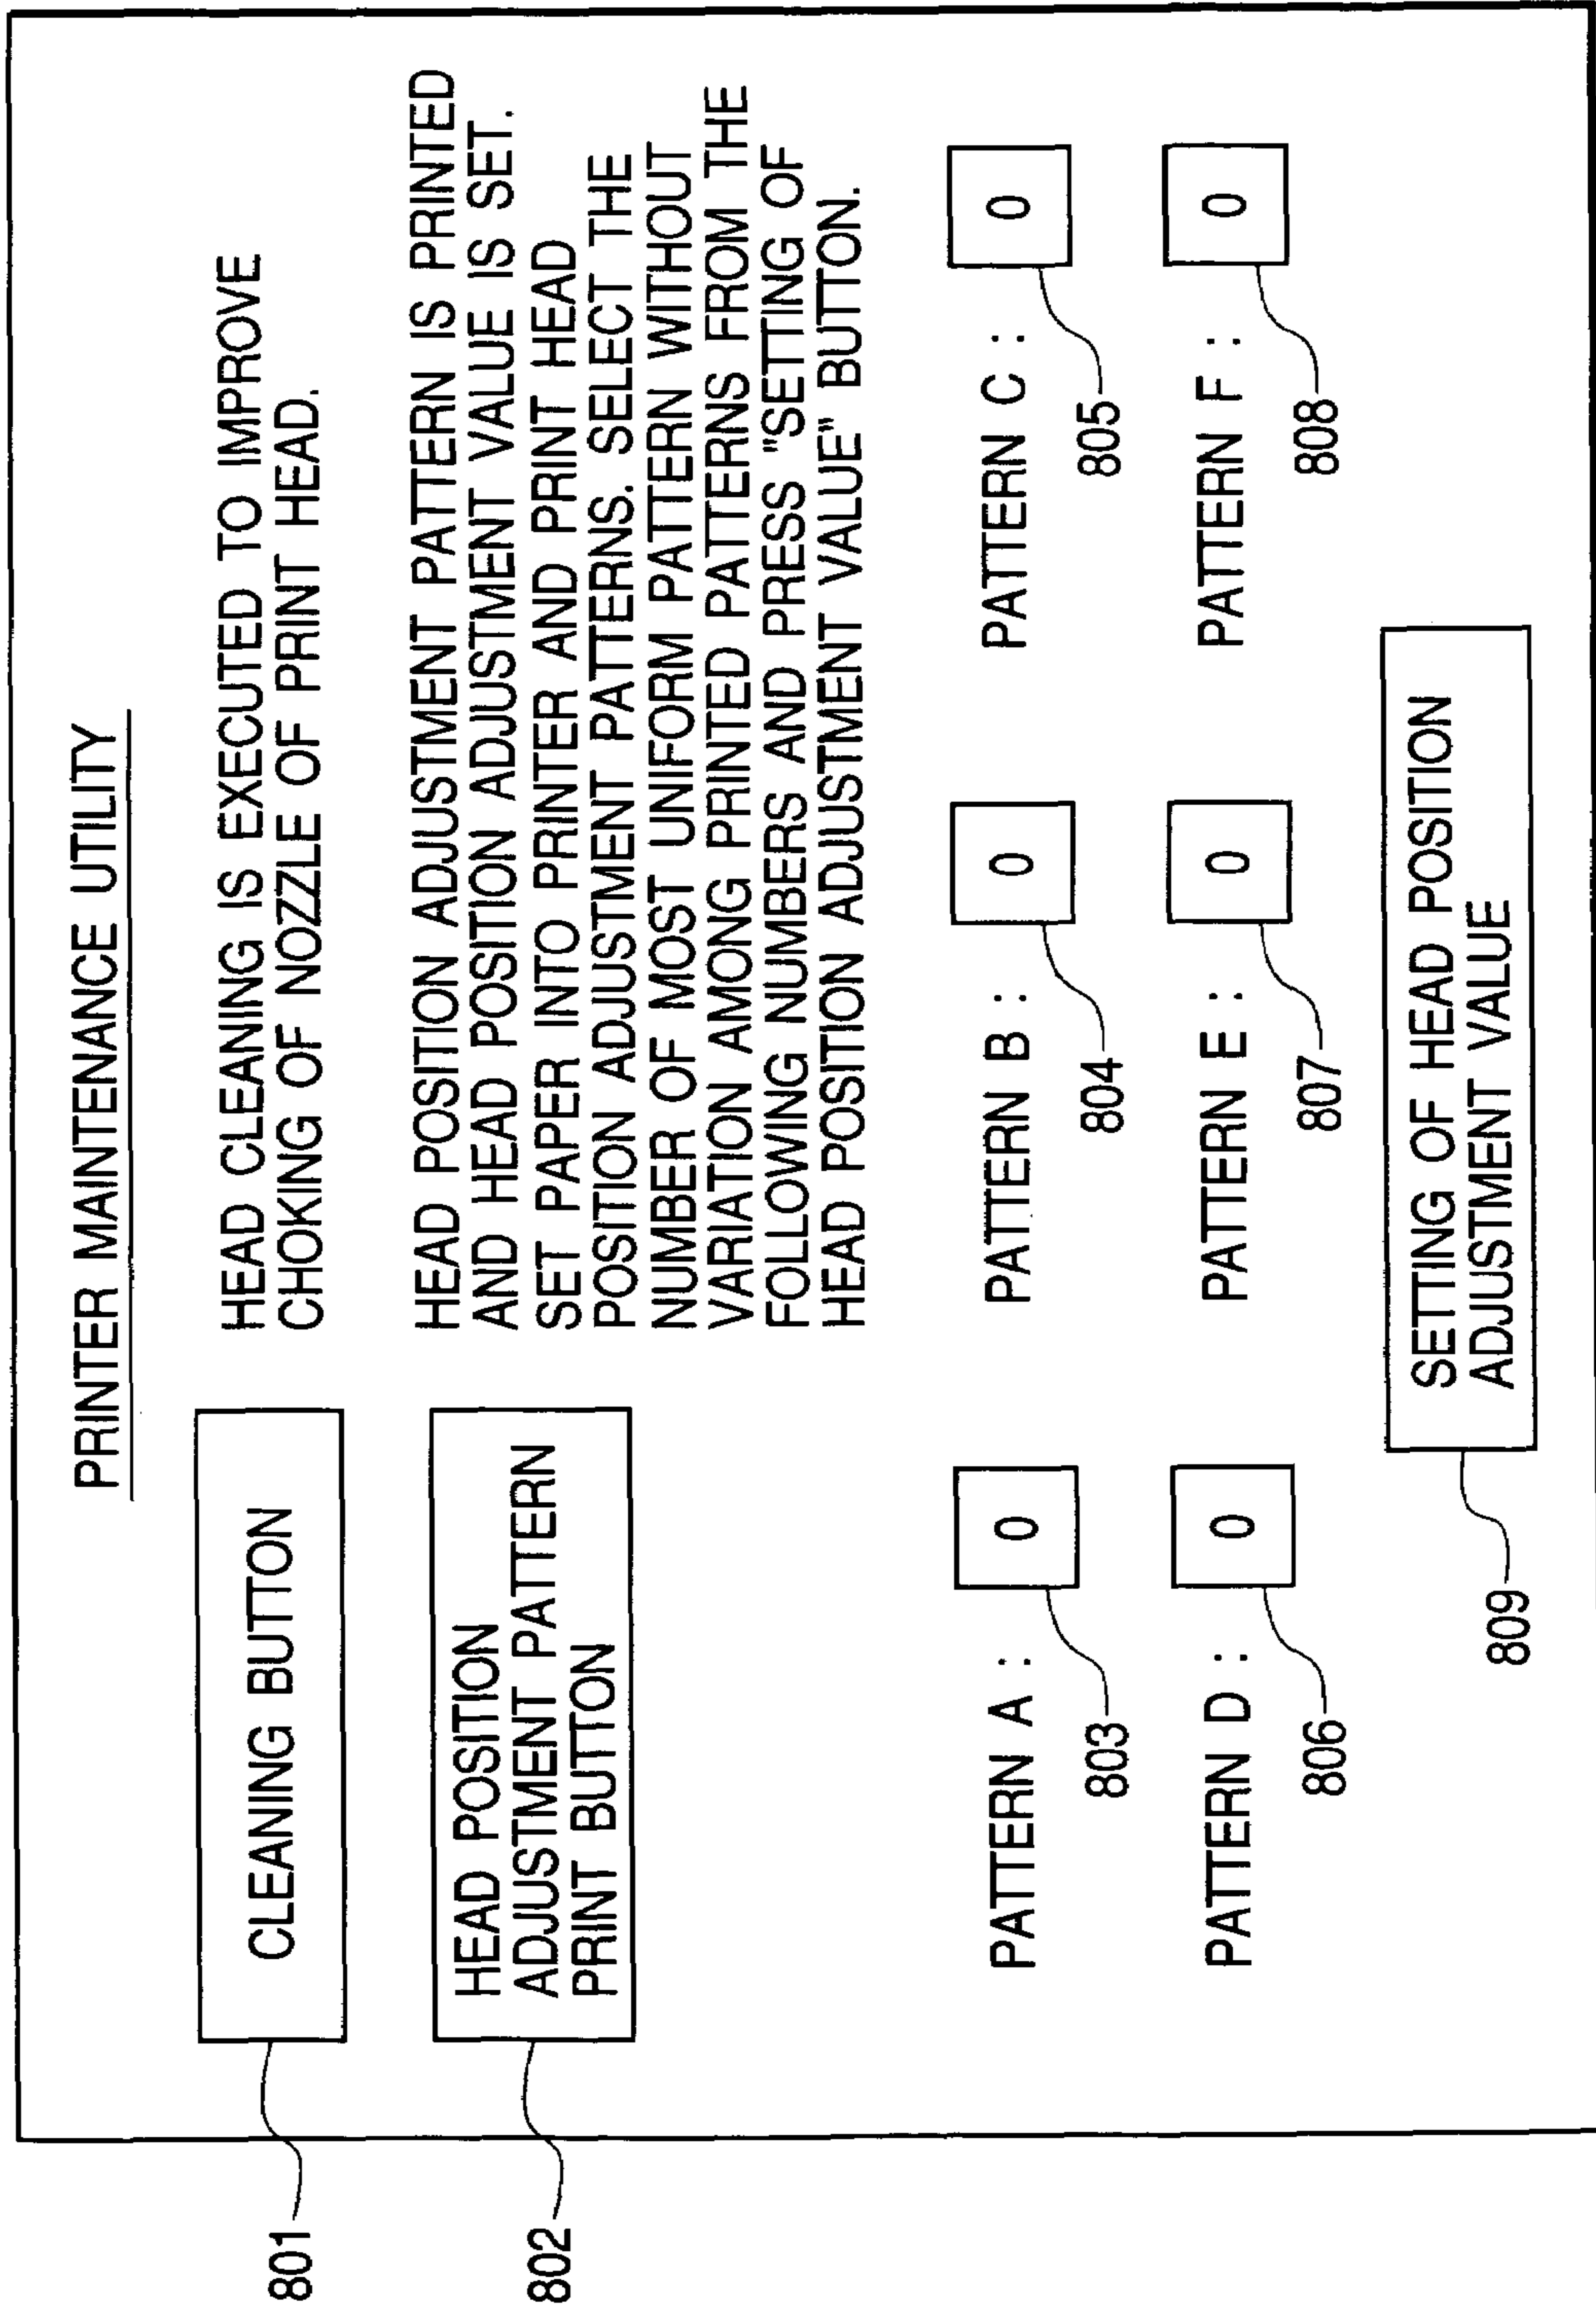 PRINTER MAINTENANCE UTILITY
801
CLEANING BUTTON
HEAD CLEANING IS EXECUTED TO IMPROVE
CHOKING OF NOZZLE OF PRINT HEAD.
802
HEAD POSITION
ADJUSTMENT PATTERN
PRINT BUTTON
HEAD POSITION ADJUSTMENT PATTERN IS PRINTED
AND HEAD POSITION ADJUSTMENT VALUE IS SET.
SET PAPER INTO PRINTER AND PRINT HEAD
POSITION ADJUSTMENT PATTERNS. SELECT THE
NUMBER OF MOST UNIFORM PATTERN WITHOUT
VARIATION AMONG PRINTED PATTERNS FROM THE
FOLLOWING NUMBERS AND PRESS "SETTING OF
HEAD POSITION ADJUSTMENT VALUE" BUTTON.
PATTERN A : 0
PATTERN B : 0
PATTERN C : 0
803
804
805
PATTERN D : 0
PATTERN E : 0
PATTERN F : 0
806
807
808
809
SETTING OF HEAD POSITION
ADJUSTMENT VALUE